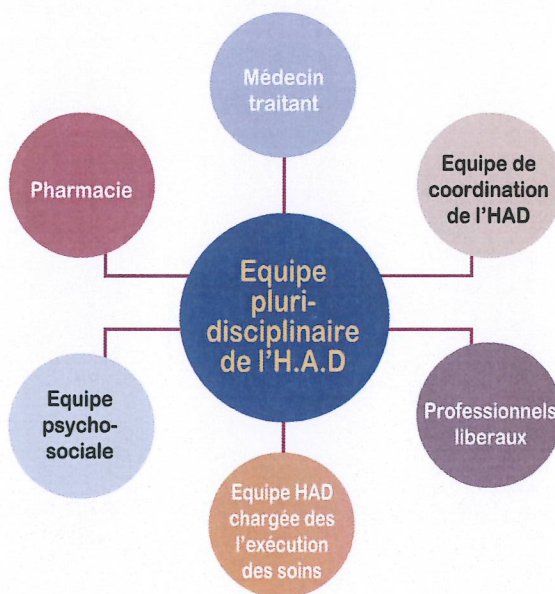 Médecin
traitant
Pharmacie
Equipe de
coordination
de l'HAD
Equipe
pluri-
disciplinaire
de l'H.A.D
Equipe
psycho-
sociale
Professionnels
liberaux
Equipe HAD
chargée des
l'exécution
des soins